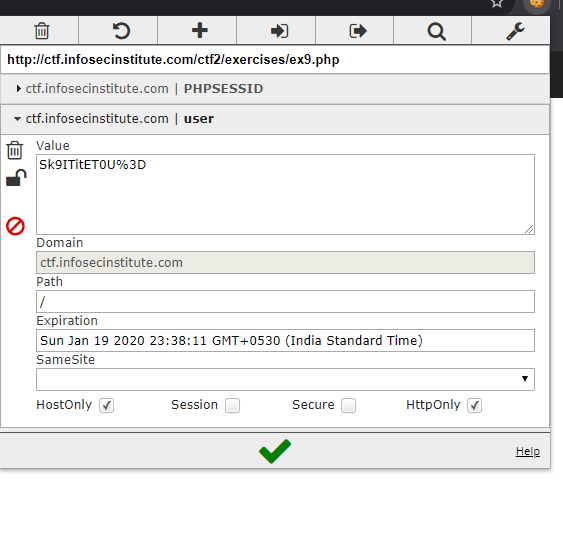 http://ctf.infosecinstitute.com/ctf2/exercises/ex9.php
ctf.infosecinstitute.com | PHPSESSID
ctf.infosecinstitute.com | user
Value
Sk9ITitET0U%3D
Domain
ctf.infosecinstitute.com
Path
/
Expiration
Sun Jan 19 2020 23:38:11 GMT+0530 (India Standard Time)
SameSite
HostOnly Session Secure HttpOnly
Help